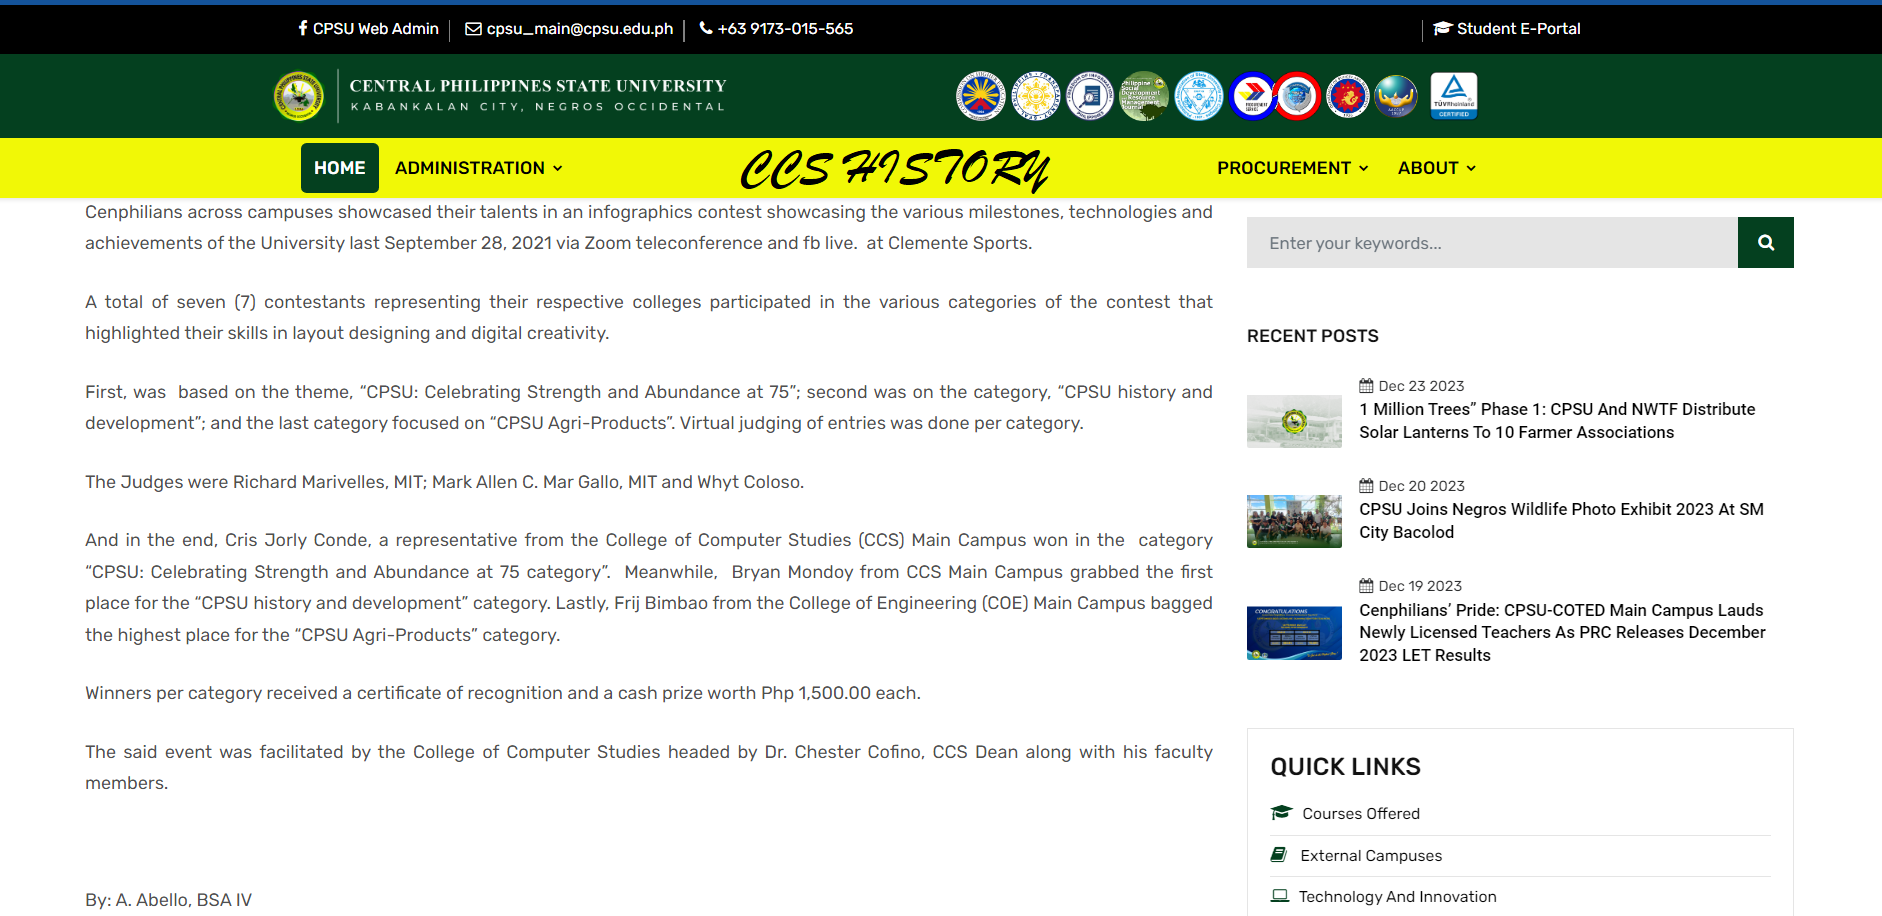 CPSU Web Admin
cpsu_main@cpsu.edu.ph
+63 9173-015-565
Student E-Portal
CENTRAL PHILIPPINES STATE UNIVERSITY
KABANKALAN CITY, NEGROS OCCIDENTAL
Philippine
Social
Development
Resource
Management
Journal
PROCUREMENT
SERVICE
TÜVRheinland
CERTIFIED
HOME
ADMINISTRATION
CCS HISTORY
PROCUREMENT
ABOUT
Cenphilians across campuses showcased their talents in an infographics contest showcasing the various milestones, technologies and
achievements of the University last September 28, 2021 via Zoom teleconference and fb live.  at Clemente Sports.
A total of seven (7) contestants representing their respective colleges participated in the various categories of the contest that
highlighted their skills in layout designing and digital creativity.
First, was  based on the theme, “CPSU: Celebrating Strength and Abundance at 75”; second was on the category, “CPSU history and
development”; and the last category focused on “CPSU Agri-Products”. Virtual judging of entries was done per category.
The Judges were Richard Marivelles, MIT; Mark Allen C. Mar Gallo, MIT and Whyt Coloso.
And in the end, Cris Jorly Conde, a representative from the College of Computer Studies (CCS) Main Campus won in the  category
“CPSU: Celebrating Strength and Abundance at 75 category”.  Meanwhile,  Bryan Mondoy from CCS Main Campus grabbed the first
place for the “CPSU history and development” category. Lastly, Frij Bimbao from the College of Engineering (COE) Main Campus bagged
the highest place for the “CPSU Agri-Products” category.
Winners per category received a certificate of recognition and a cash prize worth Php 1,500.00 each.
The said event was facilitated by the College of Computer Studies headed by Dr. Chester Cofino, CCS Dean along with his faculty
members.
By: A. Abello, BSA IV
Enter your keywords...
RECENT POSTS
Dec 23 2023
1 Million Trees” Phase 1: CPSU And NWTF Distribute
Solar Lanterns To 10 Farmer Associations
Dec 20 2023
CPSU Joins Negros Wildlife Photo Exhibit 2023 At SM
City Bacolod
Dec 19 2023
CONGRATULATIONS
Cenphilians’ Pride: CPSU-COTED Main Campus Lauds
Newly Licensed Teachers As PRC Releases December
2023 LET Results
QUICK LINKS
Courses Offered
External Campuses
Technology And Innovation